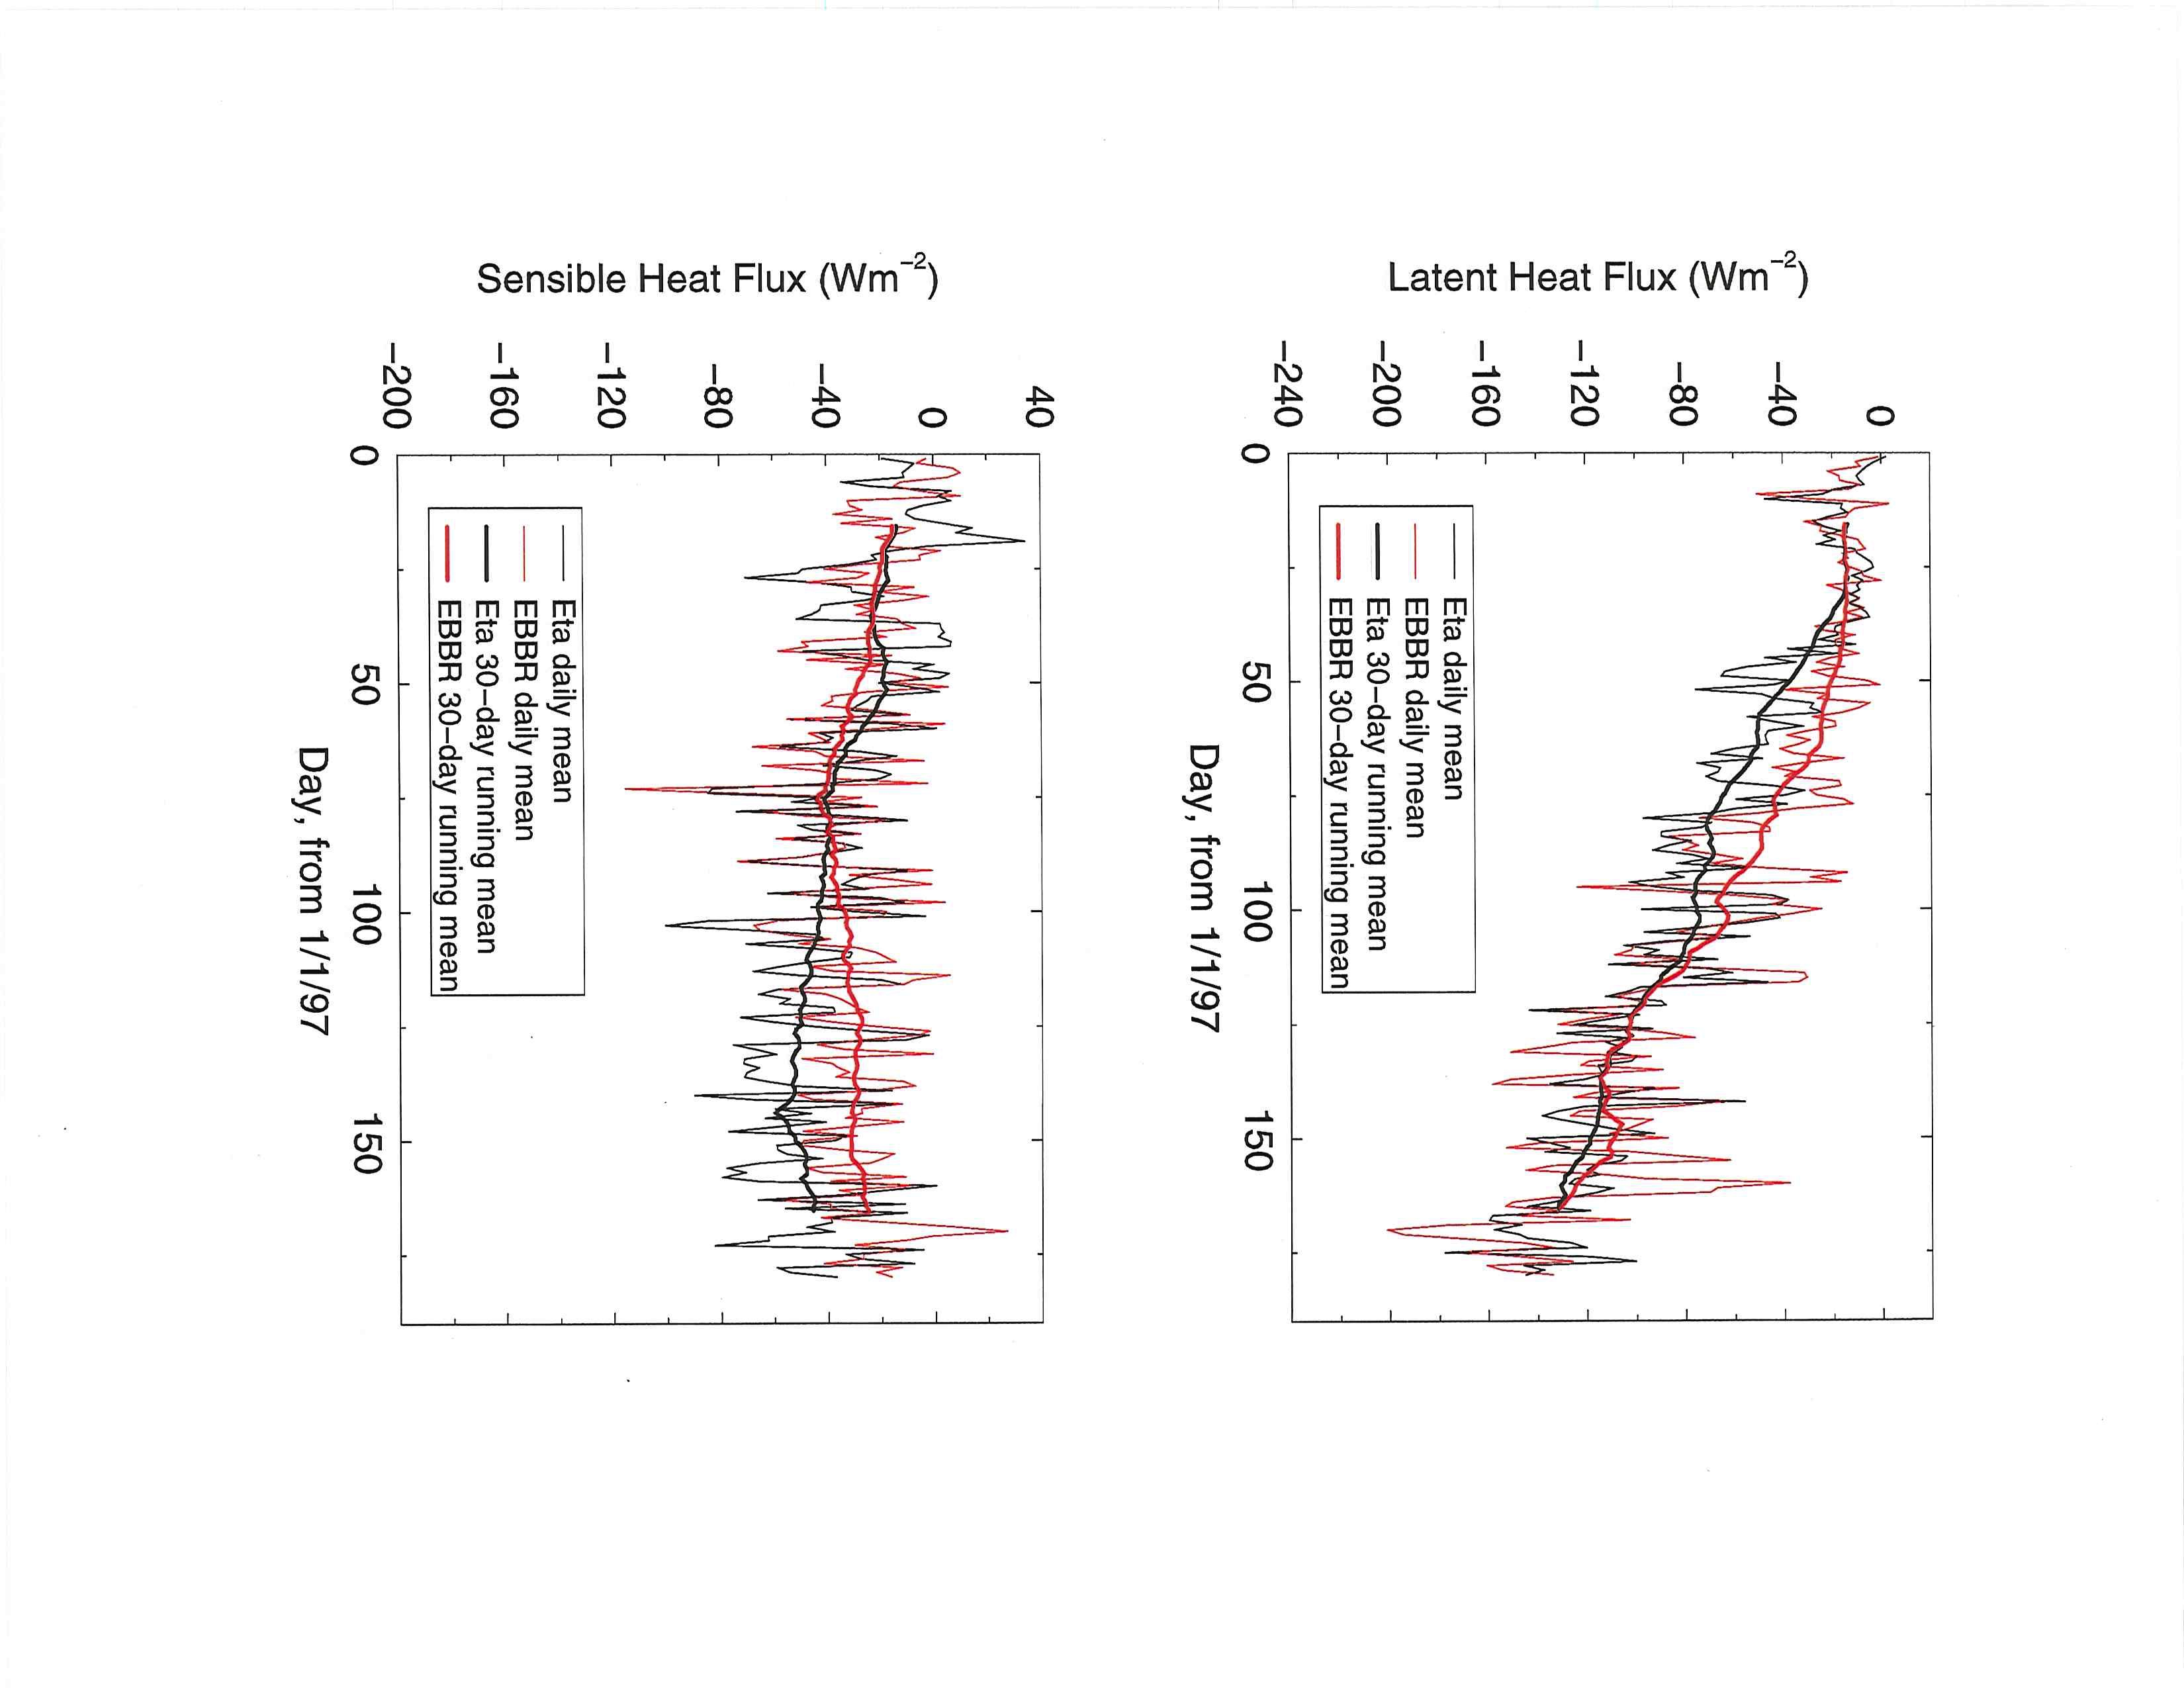 Latent Heat Flux (Wm−2)
0
−40
−80
−120
−160
−200
−240
Eta daily mean
EBBR daily mean
Eta 30−day running mean
EBBR 30−day running mean
0
50
100
150
Day, from 1/1/97
Sensible Heat Flux (Wm−2)
40
0
−40
−80
−120
−160
−200
Eta daily mean
EBBR daily mean
Eta 30−day running mean
EBBR 30−day running mean
0
50
100
150
Day, from 1/1/97